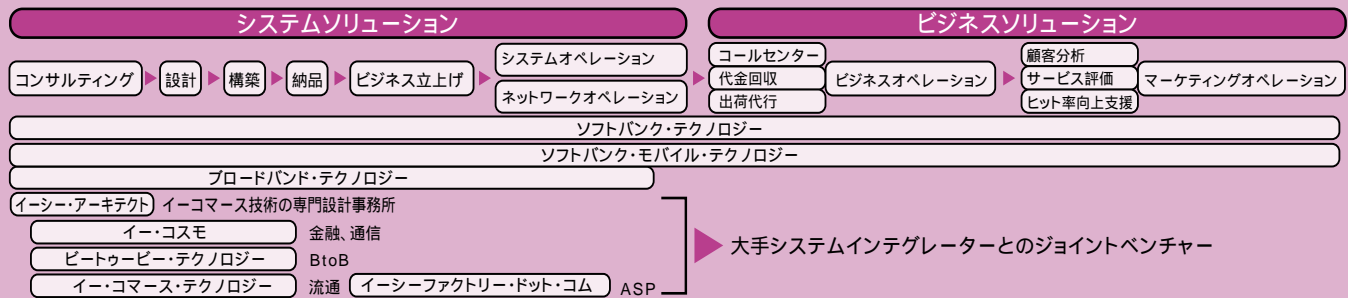 システムソリューション
ビジネスソリューション
コンサルティング
設計
構築
納品
ビジネス立上げ
システムオペレーション
ネットワークオペレーション
コールセンター
代金回収
出荷代行
ビジネスオペレーション
顧客分析
サービス評価
ヒット率向上支援
マーケティングオペレーション
ソフトバンク・テクノロジー
ソフトバンク・モバイル・テクノロジー
ブロードバンド・テクノロジー
イーシー・アーキテクト イーコマース技術の専門設計事務所
イー・コスモ 金融、通信
ビートゥービー・テクノロジー BtoB
イー・コマース・テクノロジー 流通 イーシーファクトリー・ドット・コム ASP
大手システムインテグレーターとのジョイントベンチャー